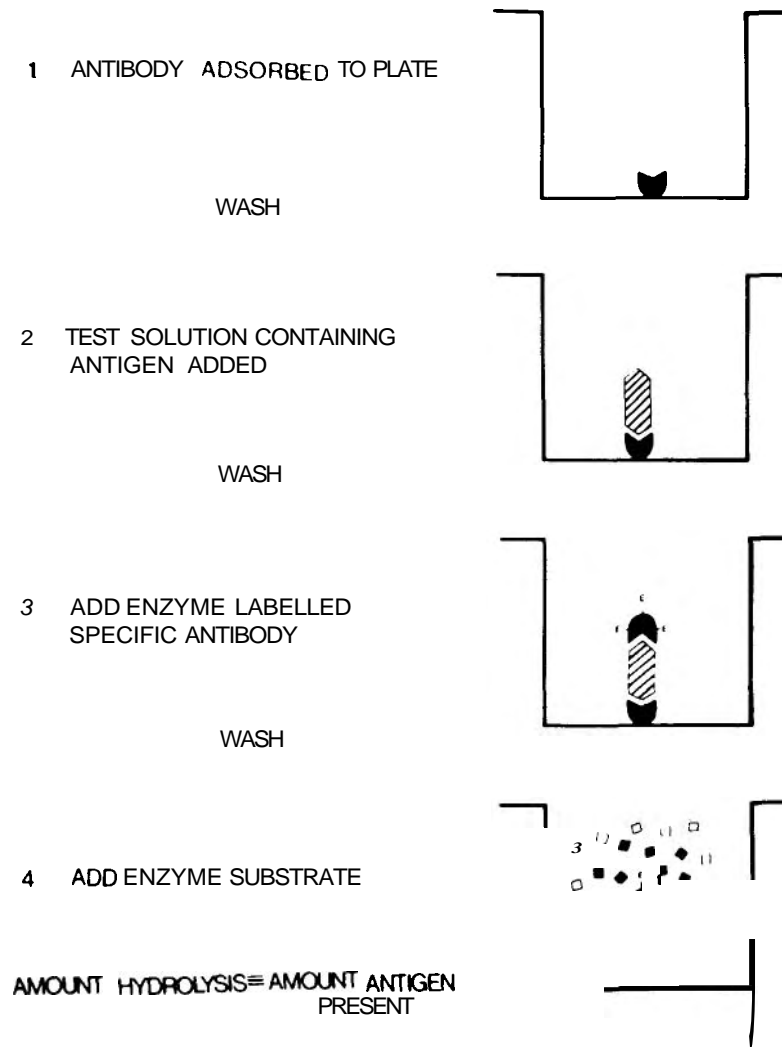 1 ANTIBODY ADSORBED TO PLATE
WASH
2 TEST SOLUTION CONTAINING
ANTIGEN ADDED
WASH
E
E E
3 ADD ENZYME LABELLED
SPECIFIC ANTIBODY
WASH
3
4 ADD ENZYME SUBSTRATE
AMOUNT HYDROLYSIS≡AMOUNT ANTIGEN
PRESENT